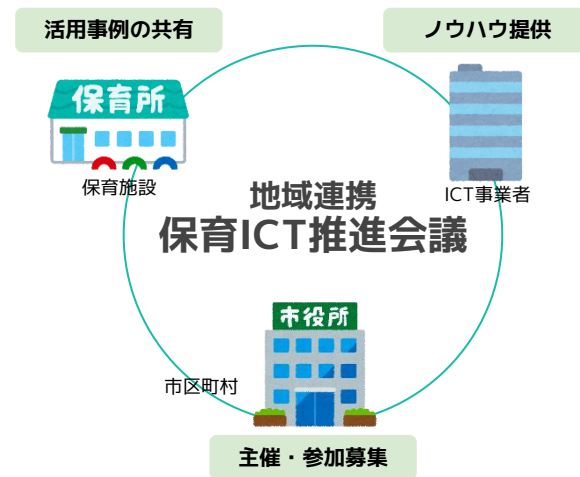 活用事例の共有
ノウハウ提供
保育所
保育施設
ICT事業者
地域連携
保育ICT推進会議
市役所
市区町村
主催・参加募集